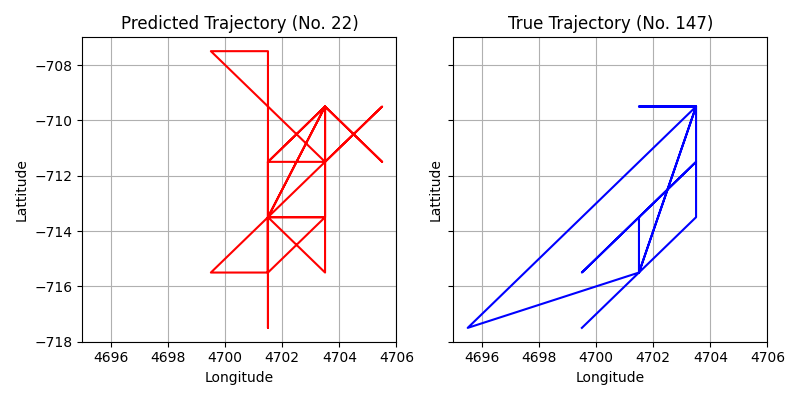 Predicted Trajectory (No. 22)
True Trajectory (No. 147)
−708
−710
−712
−714
−716
−718
Lattitude
Lattitude
4696 4698 4700 4702 4704 4706
4696 4698 4700 4702 4704 4706
Longitude
Longitude